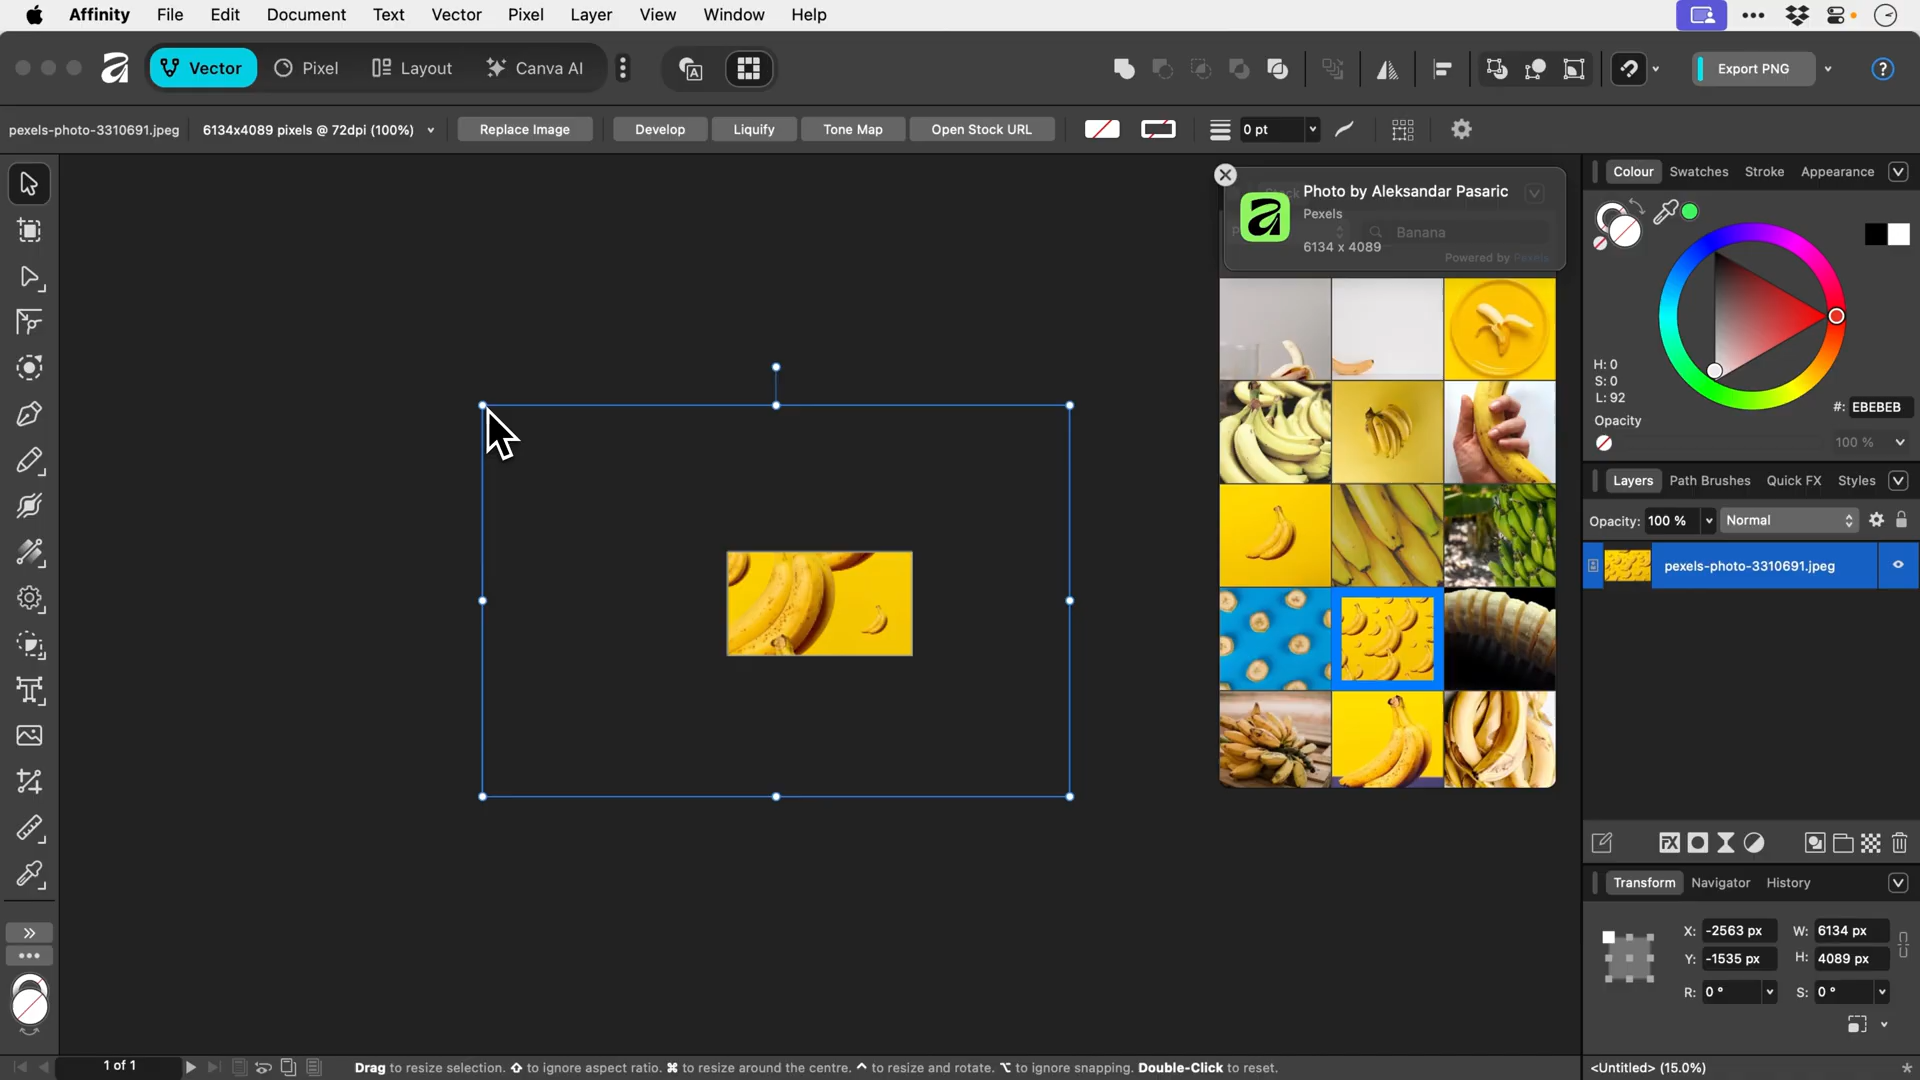 Affinity File Edit Document Text Vector Pixel Layer View Window Help
Vector Pixel Layout Canva AI Export PNG ?
pexels-photo-3310691.jpeg 6134x4089 pixels @ 72dpi (100%) Replace Image Develop Liquify Tone Map Open Stock URL 0 pt
Photo by Aleksandar Pasaric
Pexels
6134 x 4089
Banana
Powered by Pexels
Colour Swatches Stroke Appearance
H: 0
S: 0
L: 92
#: EBEBEB
Opacity
100 %
Layers Path Brushes Quick FX Styles
Opacity: 100 % Normal
pexels-photo-3310691.jpeg
FX
Transform Navigator History
X: -2563 px W: 6134 px
Y: -1535 px H: 4089 px
R: 0 ° S: 0 °
1 of 1 Drag to resize selection. ⇧ to ignore aspect ratio. ⌘ to resize around the centre. ⌃ to resize and rotate. ⌥ to ignore snapping. Double-Click to reset. <Untitled> (15.0%) *